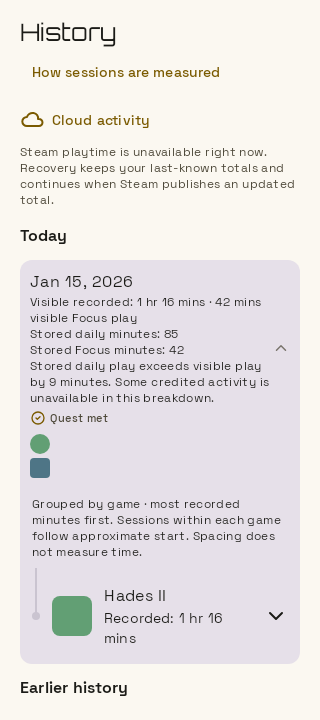 History
How sessions are measured
Cloud activity
Steam playtime is unavailable right now.
Recovery keeps your last-known totals and
continues when Steam publishes an updated
total.
Today
Jan 15, 2026
Visible recorded: 1 hr 16 mins · 42 mins
visible Focus play
Stored daily minutes: 85
Stored Focus minutes: 42
Stored daily play exceeds visible play
by 9 minutes. Some credited activity is
unavailable in this breakdown.
Quest met
Grouped by game · most recorded
minutes first. Sessions within each game
follow approximate start. Spacing does
not measure time.
Hades II
Recorded: 1 hr 16
mins
Earlier history